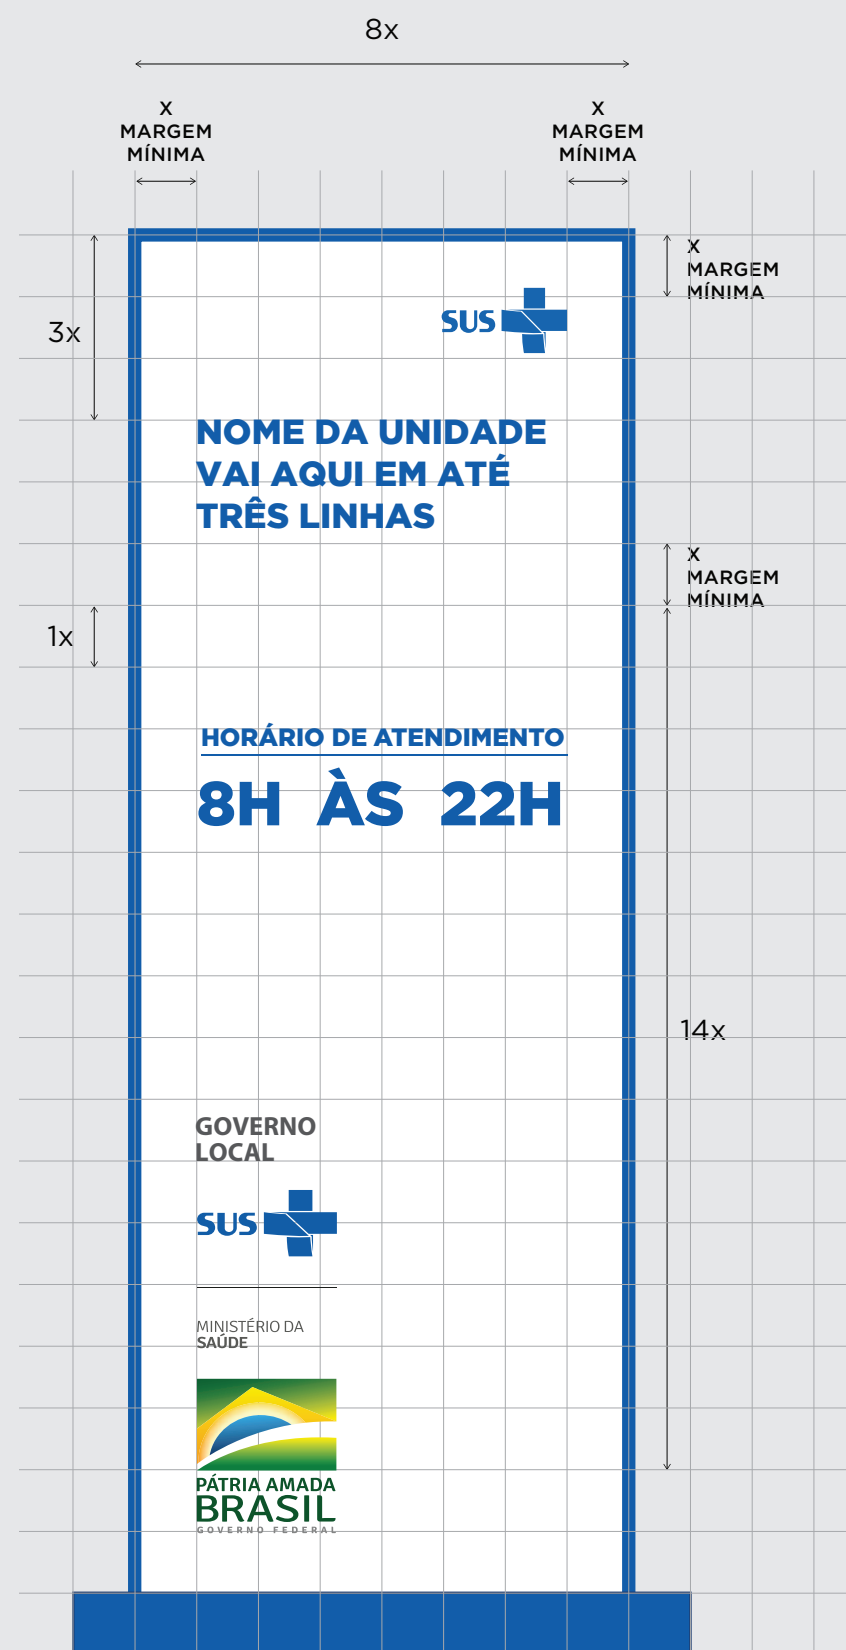 8x
X
MARGEM
MÍNIMA
X
MARGEM
MÍNIMA
X
MARGEM
MÍNIMA
3x
SUS
NOME DA UNIDADE
VAI AQUI EM ATÉ
TRÊS LINHAS
X
MARGEM
MÍNIMA
1x
HORÁRIO DE ATENDIMENTO
8H ÀS 22H
14x
GOVERNO
LOCAL
SUS
MINISTÉRIO DA
SAÚDE
PÁTRIA AMADA
BRASIL
GOVERNO FEDERAL